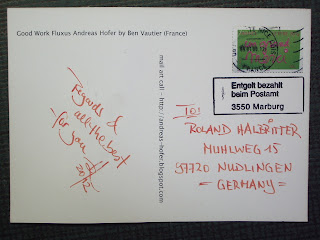 Good Work Fluxus Andreas Hofer by Ben Vautier (France)
mail art call – http://andreas-hofer.blogspot.com
Regards &
all the best
for you
2012
Entgelt bezahlt
beim Postamt
3550 Marburg
To:
ROLAND HALBRITTER
MÜHLWEG 15
97720 NÜDLINGEN
= GERMANY =